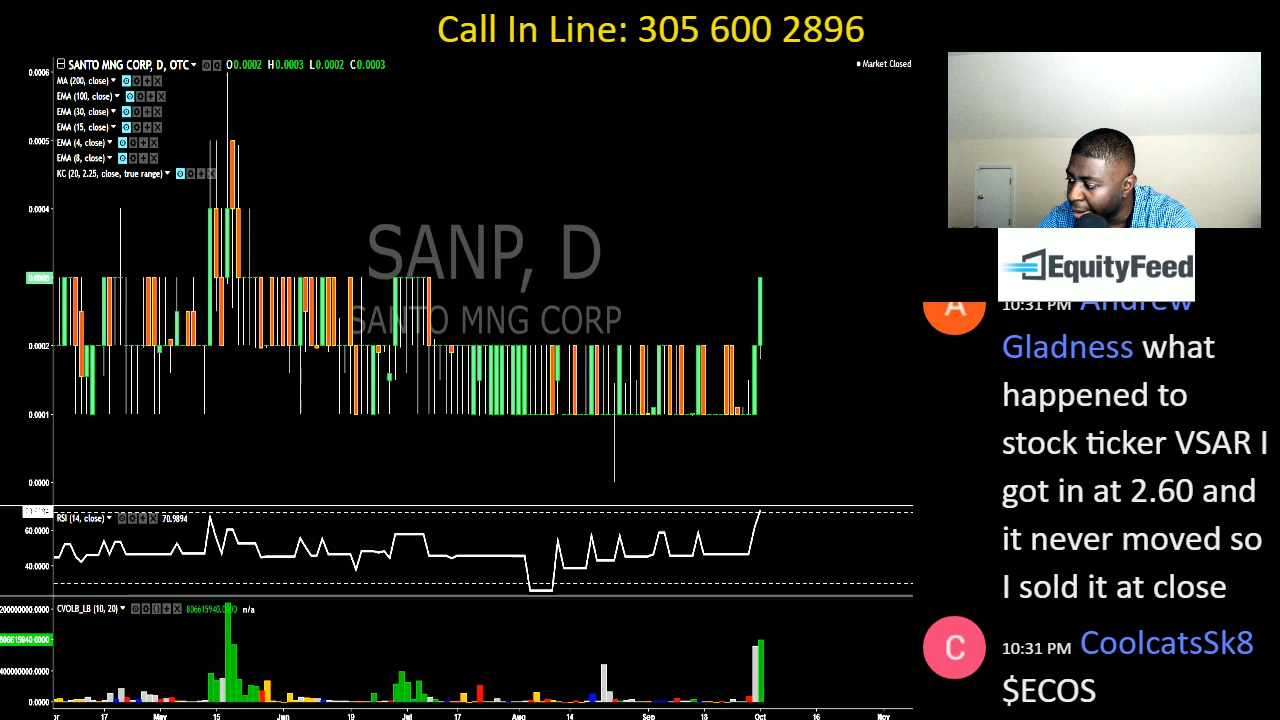 Call In Line: 305 600 2896
SANTO MNG CORP, D, OTC O0.0002 H0.0003 L0.0002 C0.0003
Market Closed
MA (200, close)
EMA (100, close)
EMA (30, close)
EMA (15, close)
EMA (4, close)
EMA (8, close)
KC (20, 2.25, close, true range)
0.0006
0.0005
0.0004
0.0002
0.0001
0.0000
SANP, D
SANTO MNG CORP
RSI (14, close) 70.9894
60.0000
40.0000
CVOLB_LB (10, 20) n/a
17 May 15 Jun 19 Jul 17 Aug 14 Sep 18 Oct 16 Nov
EquityFeed
A
10:31 PM Andrew
Gladness what
happened to
stock ticker VSAR I
got in at 2.60 and
it never moved so
I sold it at close
C
10:31 PM CoolcatsSk8
$ECOS